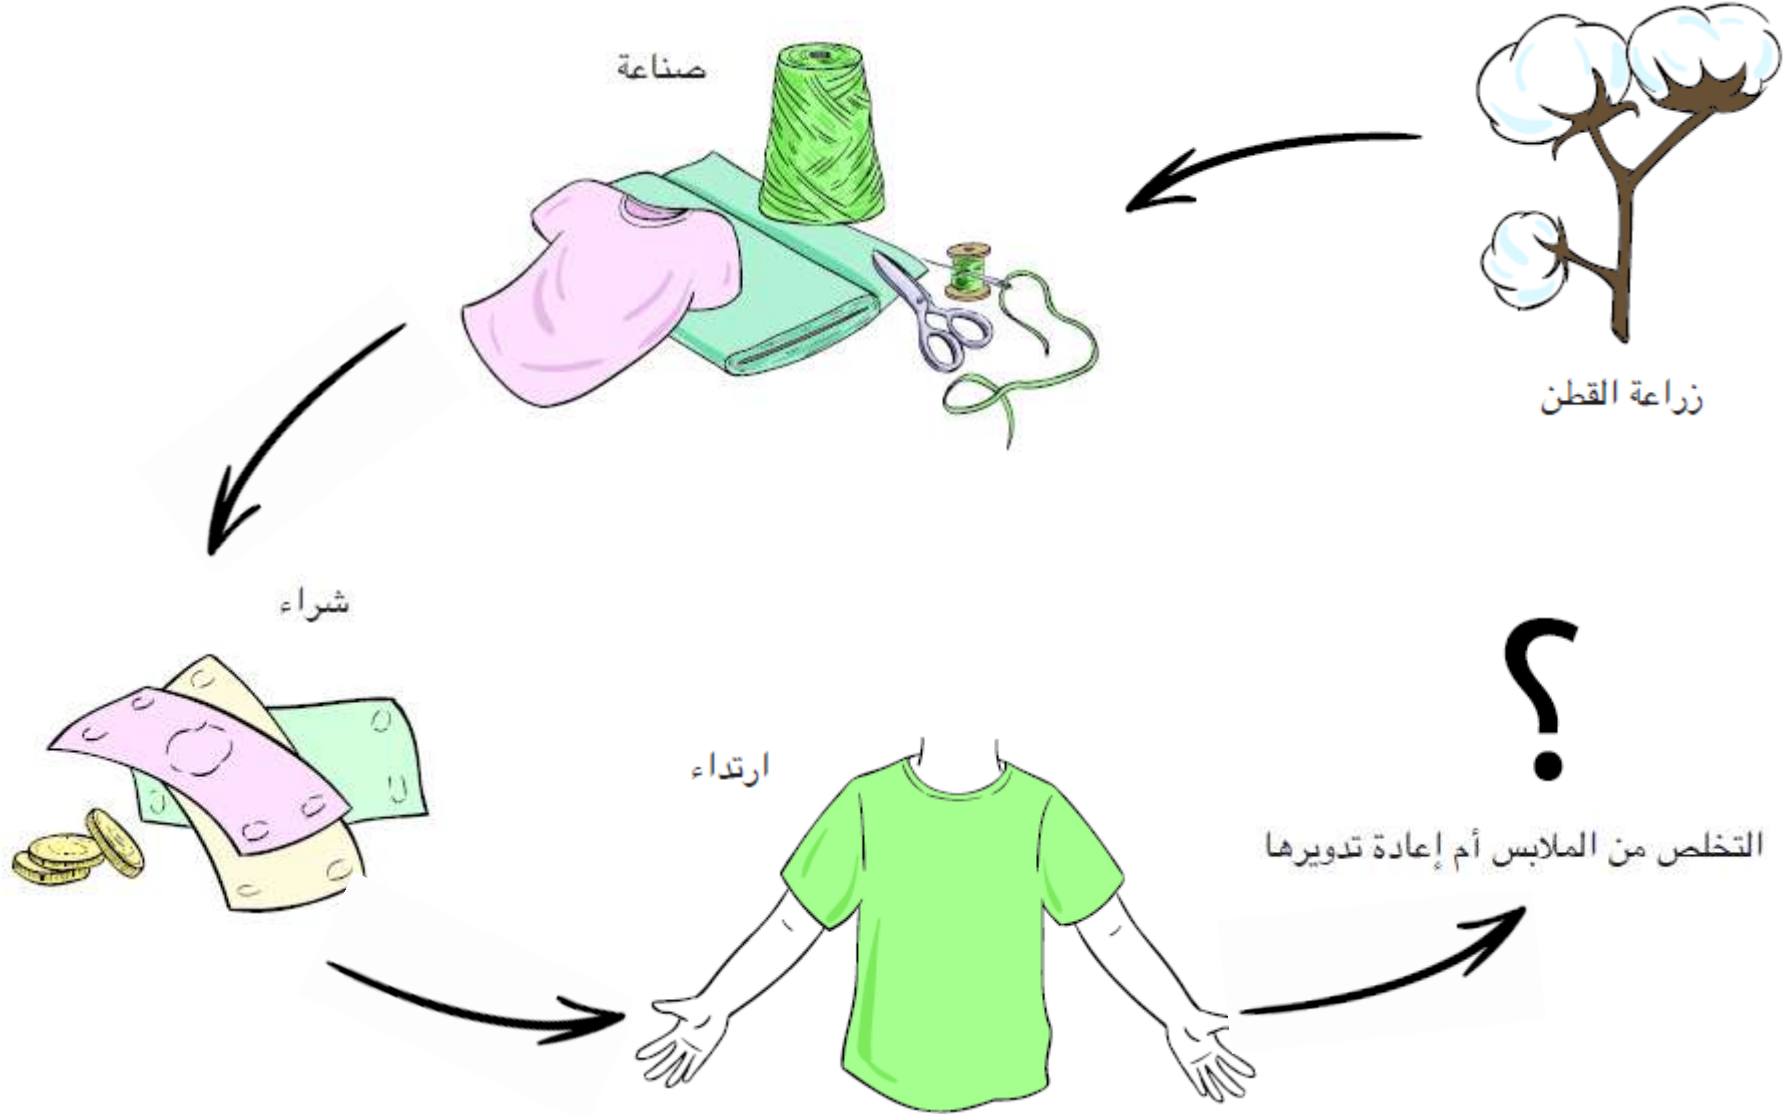 زراعة القطن
صناعة
شراء
ارتداء
؟
التخلص من الملابس أم إعادة تدويرها